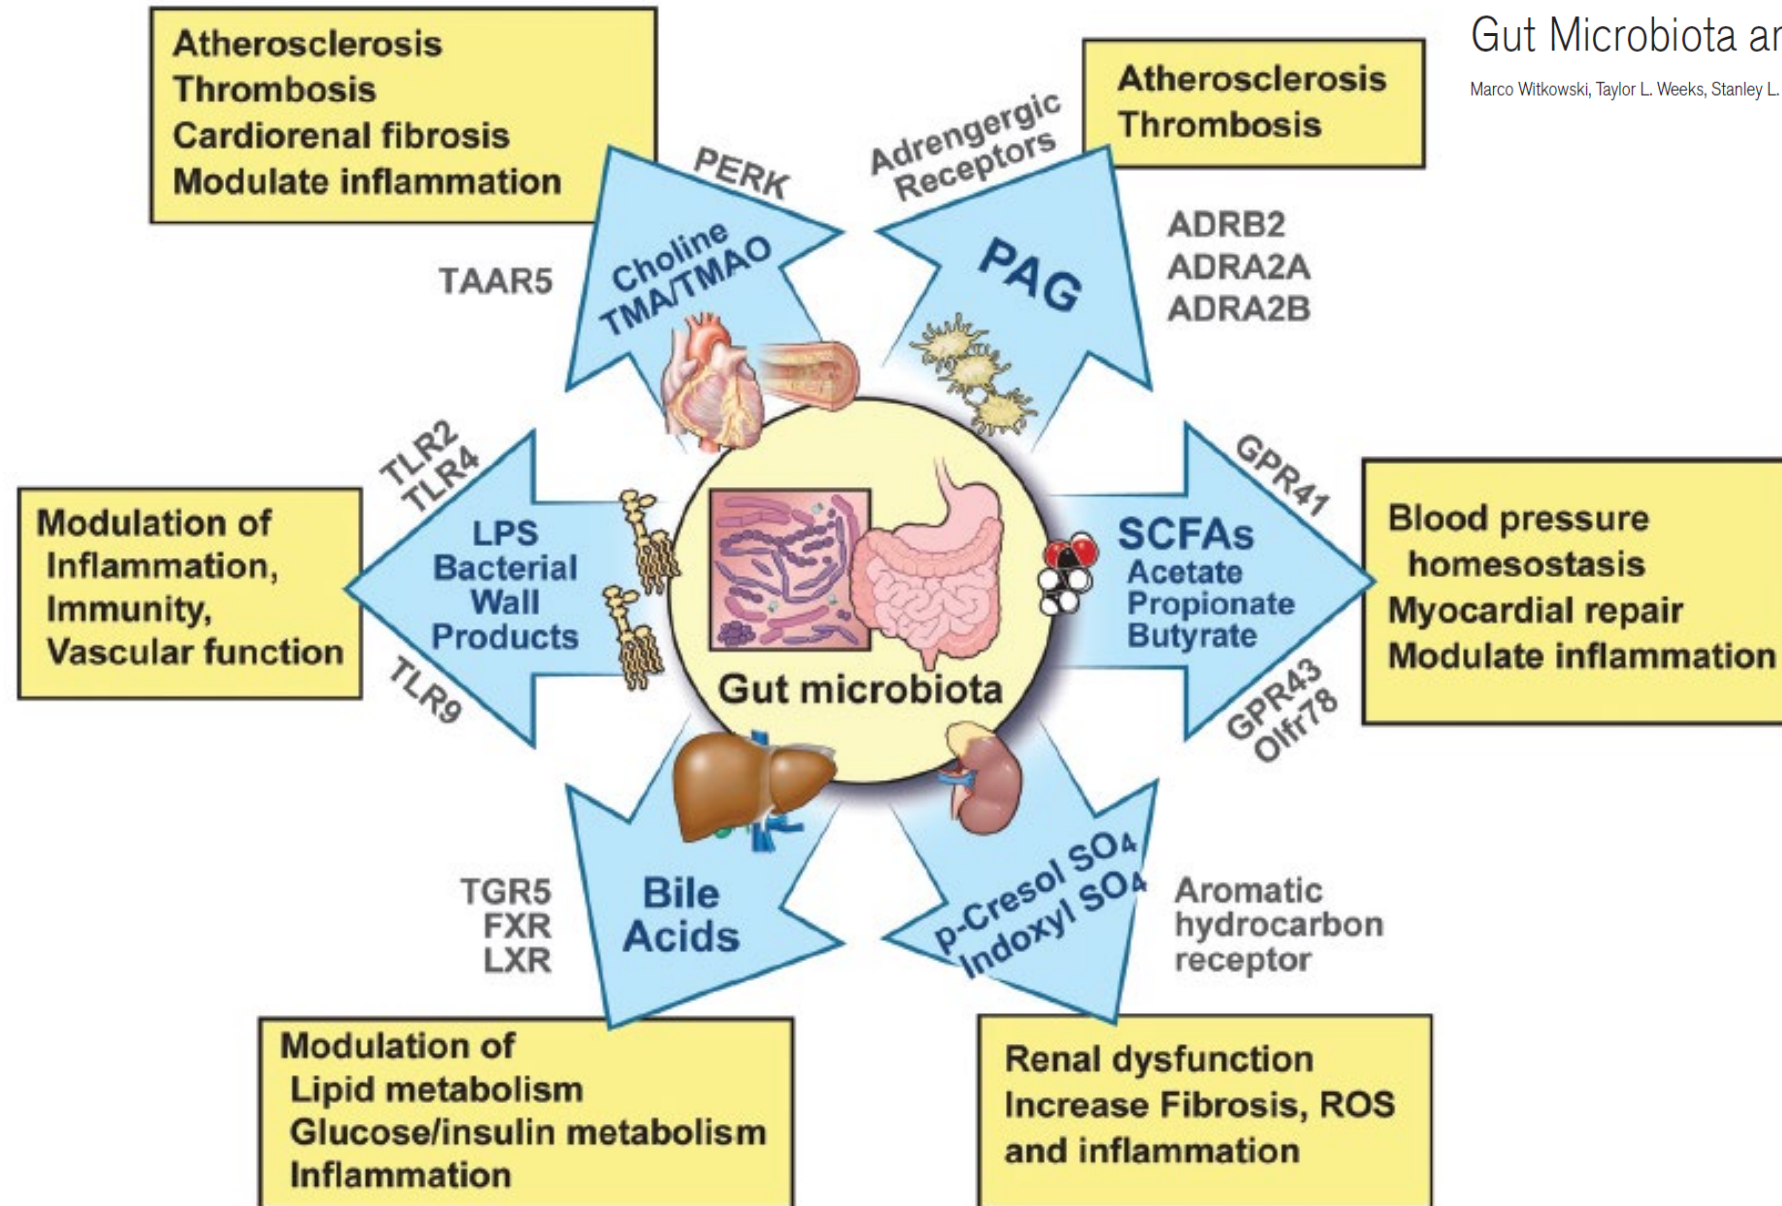 Gut Microbiota
Marco Witkowski, Taylor L. Weeks, Stanley L.
Atherosclerosis
Thrombosis
Cardiorenal fibrosis
Modulate inflammation
PERK
TAAR5
Choline
TMA/TMAO
Adrengergic
Receptors
Atherosclerosis
Thrombosis
PAG
ADRB2
ADRA2A
ADRA2B
TLR2
TLR4
Modulation of
Inflammation,
Immunity,
Vascular function
LPS
Bacterial
Wall
Products
TLR9
Gut microbiota
GPR41
SCFAs
Acetate
Propionate
Butyrate
GPR43
Olfr78
Blood pressure
homesostasis
Myocardial repair
Modulate inflammation
TGR5
FXR
LXR
Bile
Acids
Modulation of
Lipid metabolism
Glucose/insulin metabolism
Inflammation
p-Cresol SO₄
Indoxyl SO₄
Aromatic
hydrocarbon
receptor
Renal dysfunction
Increase Fibrosis, ROS
and inflammation